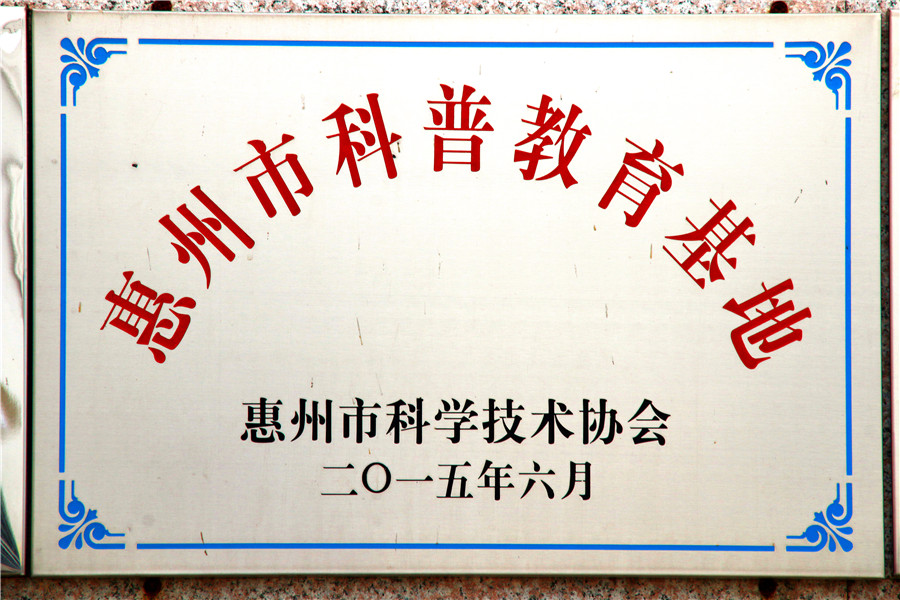 惠州市科普教育基地
惠州市科学技术协会
二〇一五年六月